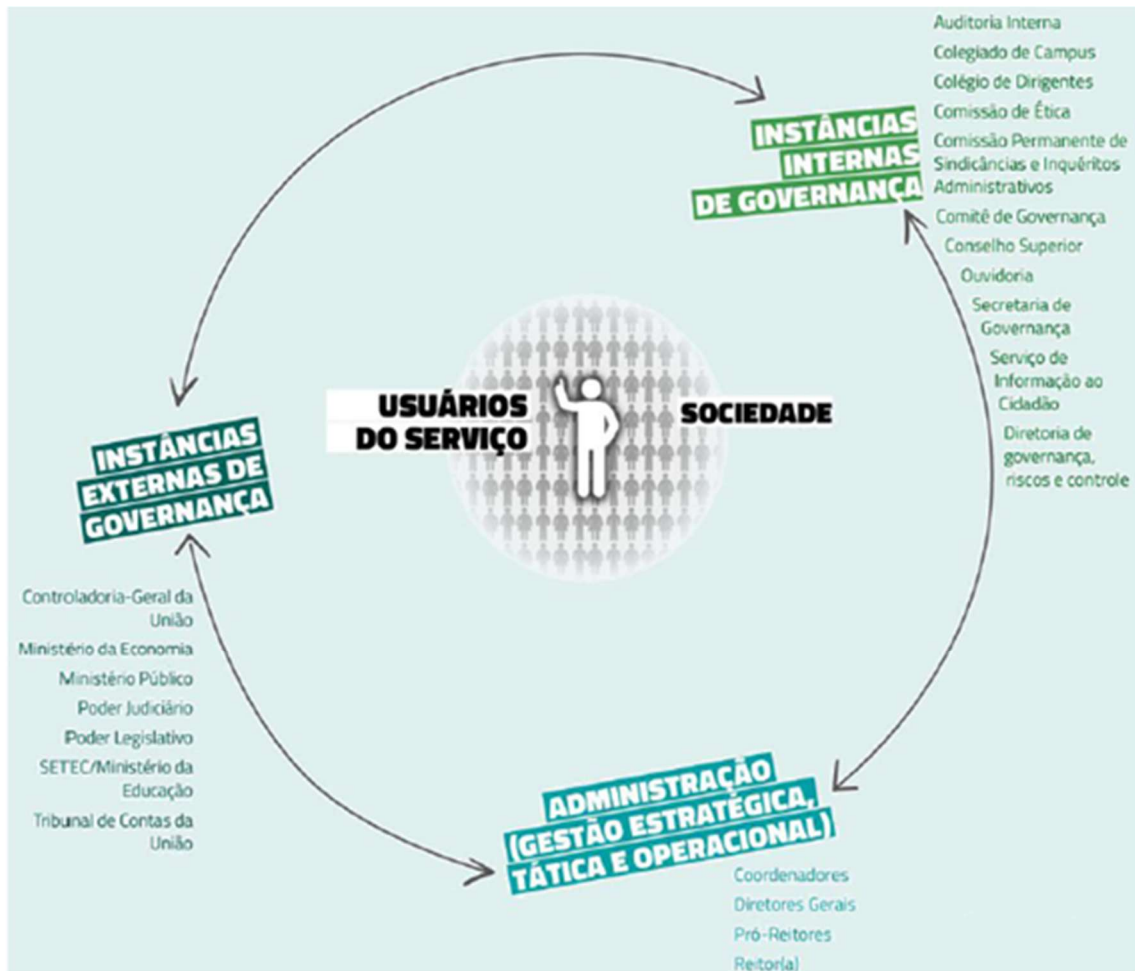 Auditoria Interna
Colegiado de Campus
Colégio de Dirigentes
Comissão de Ética
Comissão Permanente de
Sindicâncias e Inquéritos
Administrativos
Comitê de Governança
Conselho Superior
Ouvidoria
Secretaria de
Governança
Serviço de
Informação ao
Cidadão
Diretoria de
governança,
riscos e controle
INSTÂNCIAS
INTERNAS
DE GOVERNANÇA
USUÁRIOS
DO SERVIÇO
SOCIEDADE
INSTÂNCIAS
EXTERNAS DE
GOVERNANÇA
Controladoria-Geral da
União
Ministério da Economia
Ministério Público
Poder Judiciário
Poder Legislativo
SETEC/Ministério da
Educação
Tribunal de Contas da
União
ADMINISTRAÇÃO
(GESTÃO ESTRATÉGICA,
TÁTICA E OPERACIONAL)
Coordenadores
Diretores Gerais
Pró-Reitores
Reitor(a)